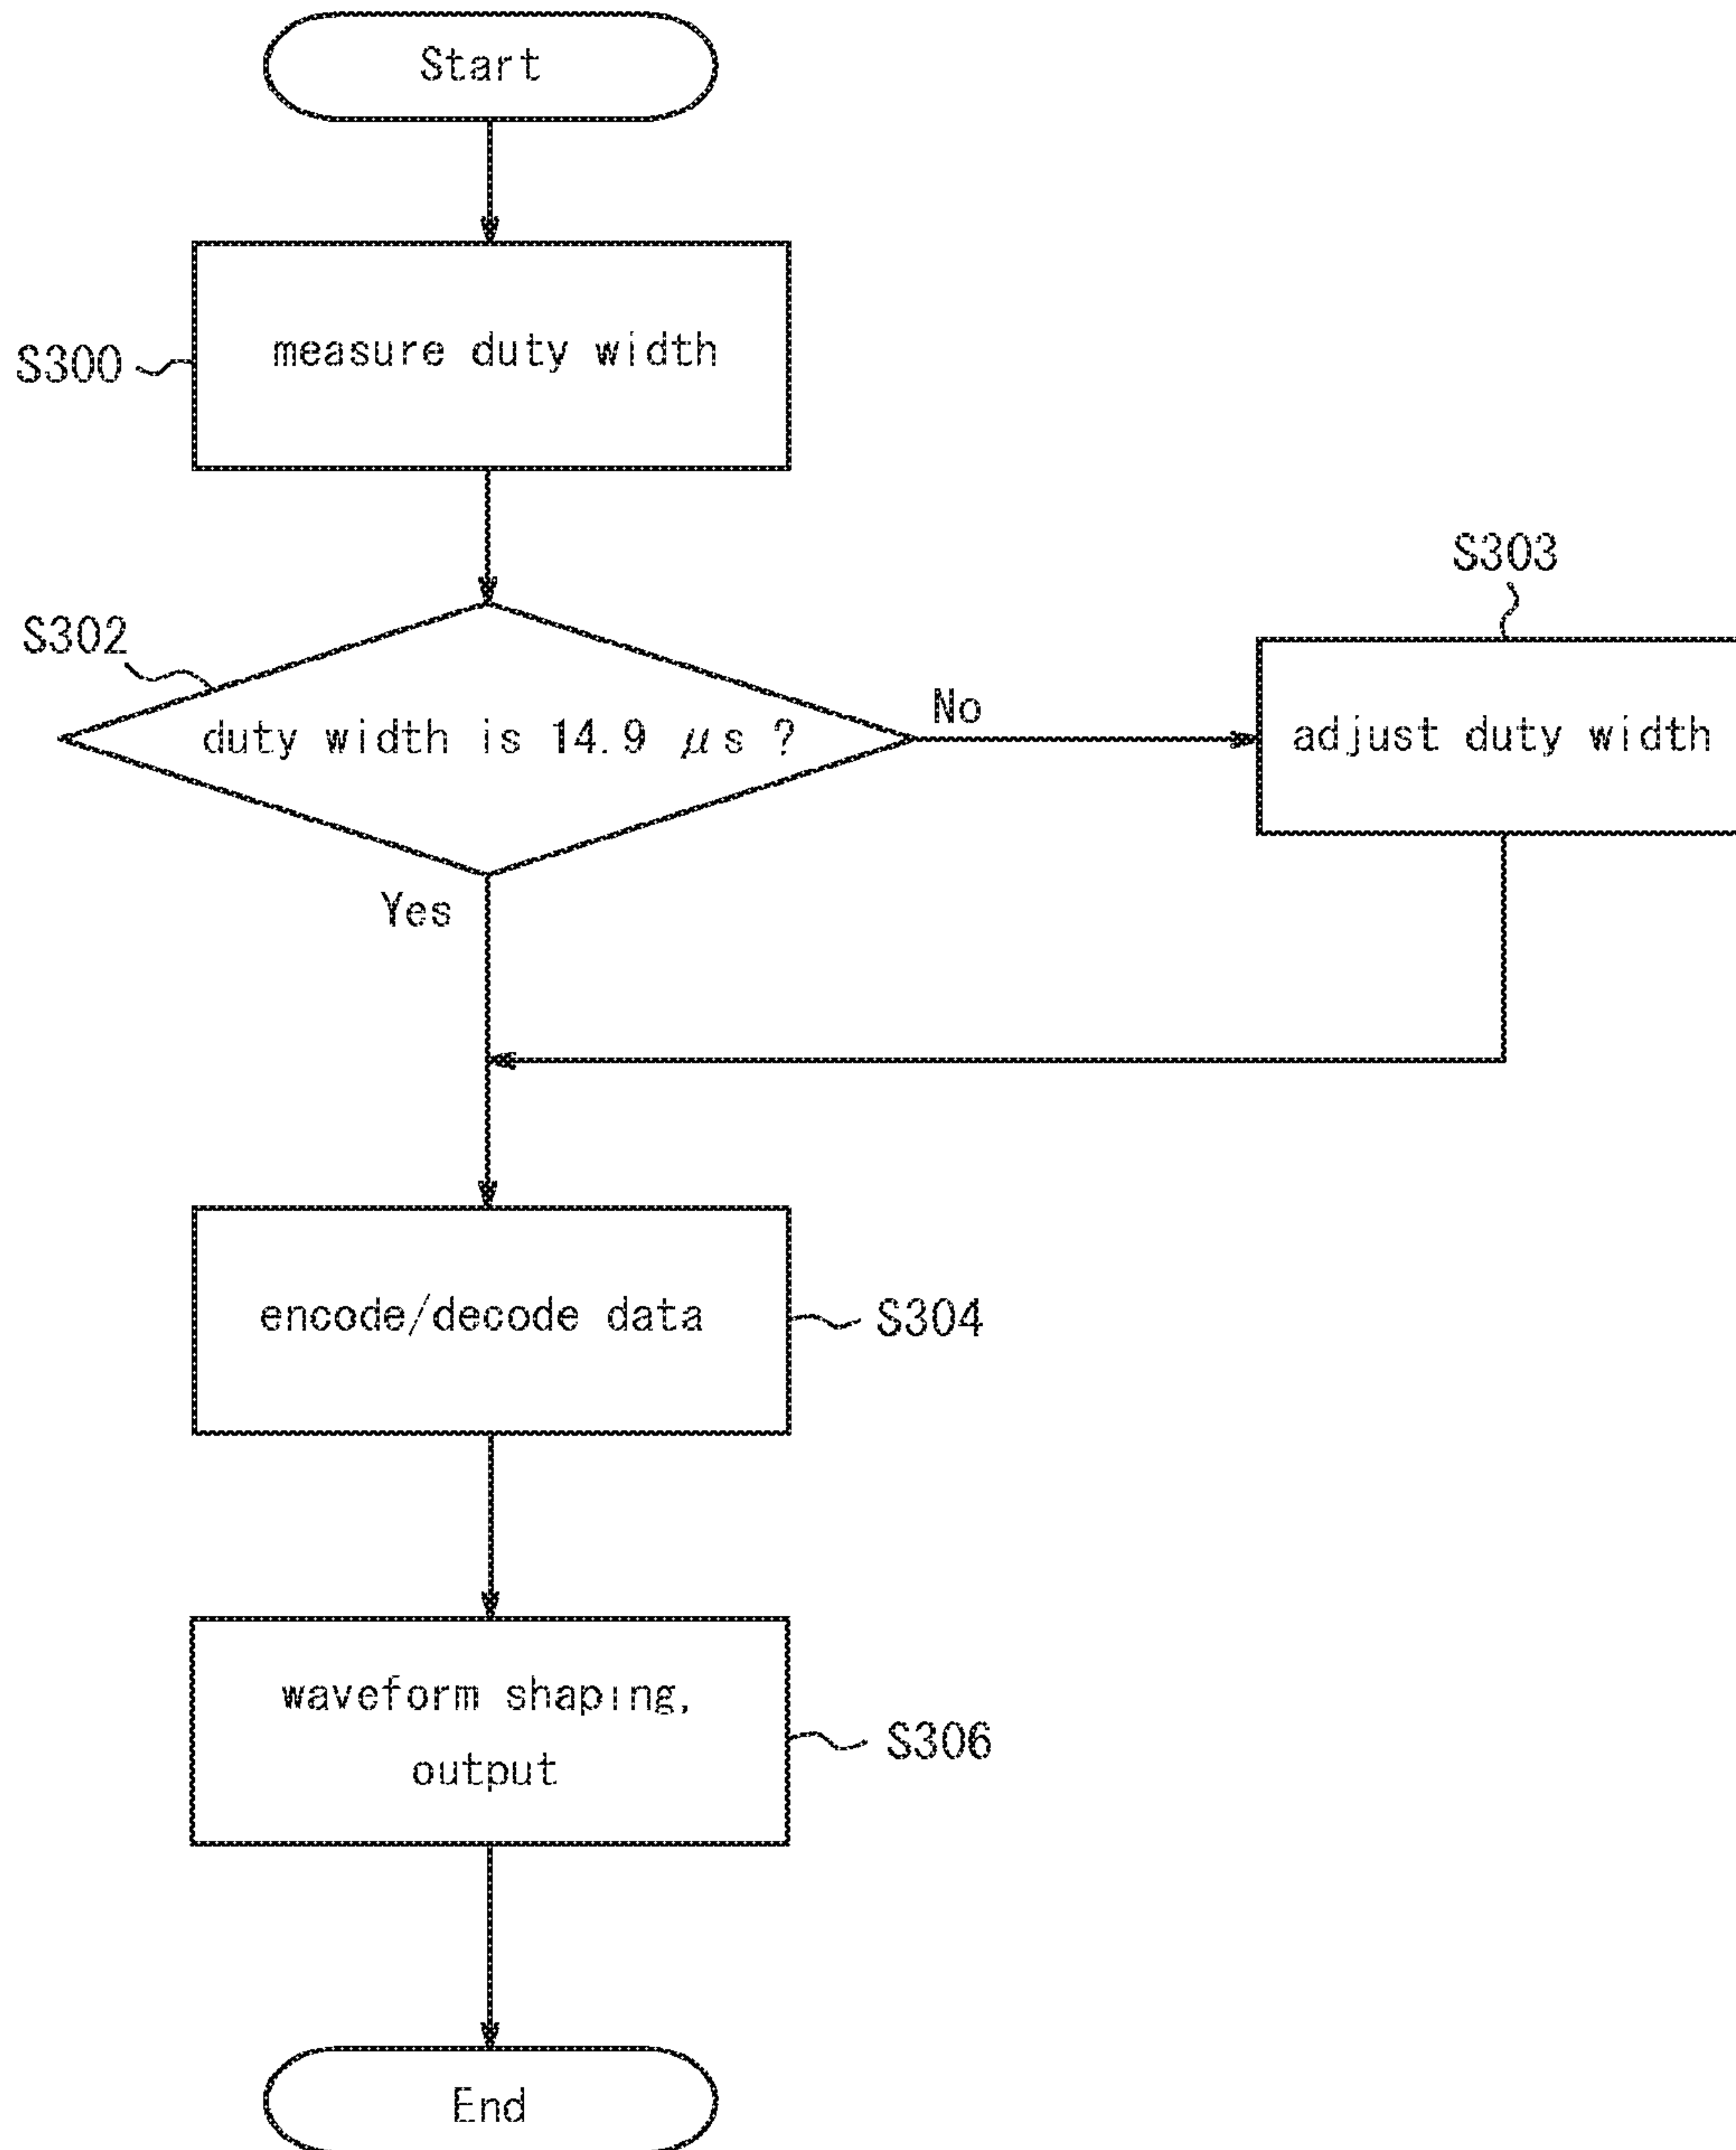 Start
S300
measure duty width
S302
duty width is 14.9 μs ?
No
S303
adjust duty width
Yes
encode/decode data
S304
waveform shaping,
output
S306
End